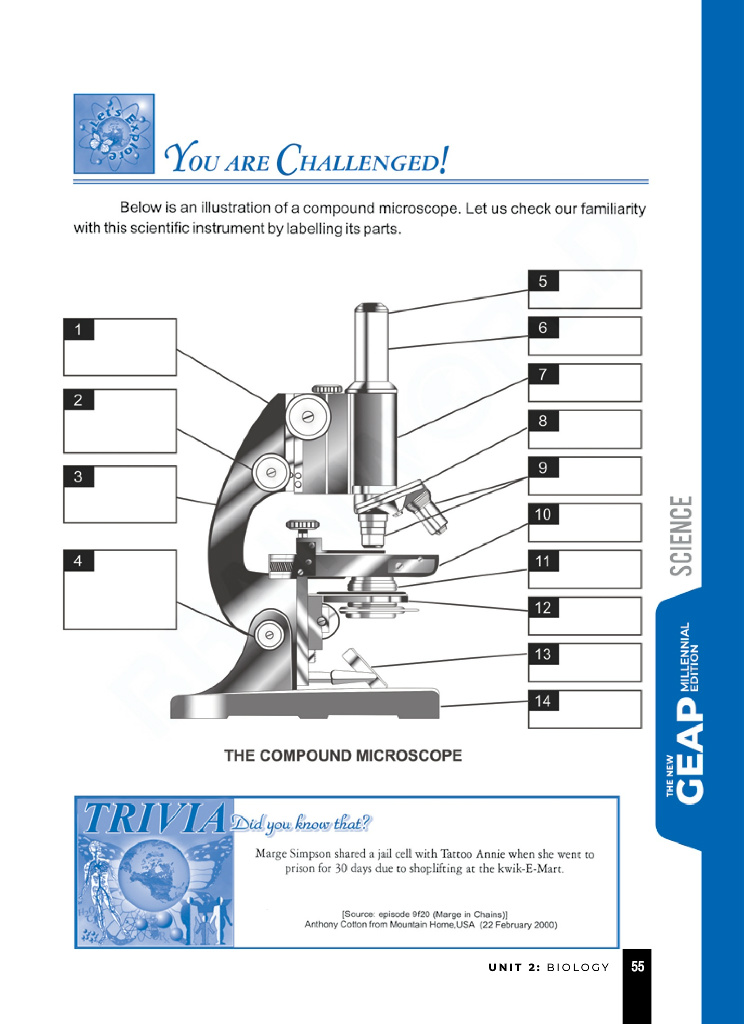 Let's Explore
YOU ARE CHALLENGED!
Below is an illustration of a compound microscope. Let us check our familiarity
with this scientific instrument by labelling its parts.
1
2
3
4
5
6
7
8
9
10
11
12
13
14
THE COMPOUND MICROSCOPE
TRIVIA Did you know that?
Marge Simpson shared a jail cell with Tattoo Annie when she went to
prison for 30 days due to shoplifting at the kwik-E-Mart.
[Source: episode 9f20 (Marge in Chains)]
Anthony Cotton from Mountain Home,USA (22 February 2000)
SCIENCE
THE NEW
GEAP
MILLENNIAL
EDITION
UNIT 2: BIOLOGY 55